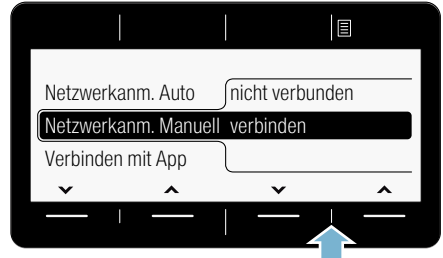 Netzwerkanm. Auto nicht verbunden
Netzwerkanm. Manuell verbinden
Verbinden mit App